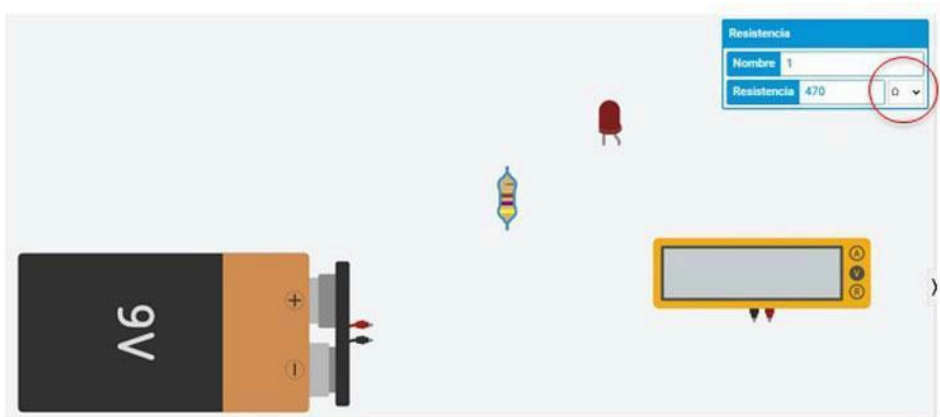 Resistencia
Nombre 1
Resistencia 470 Ω
A
V
R
9V
+
−